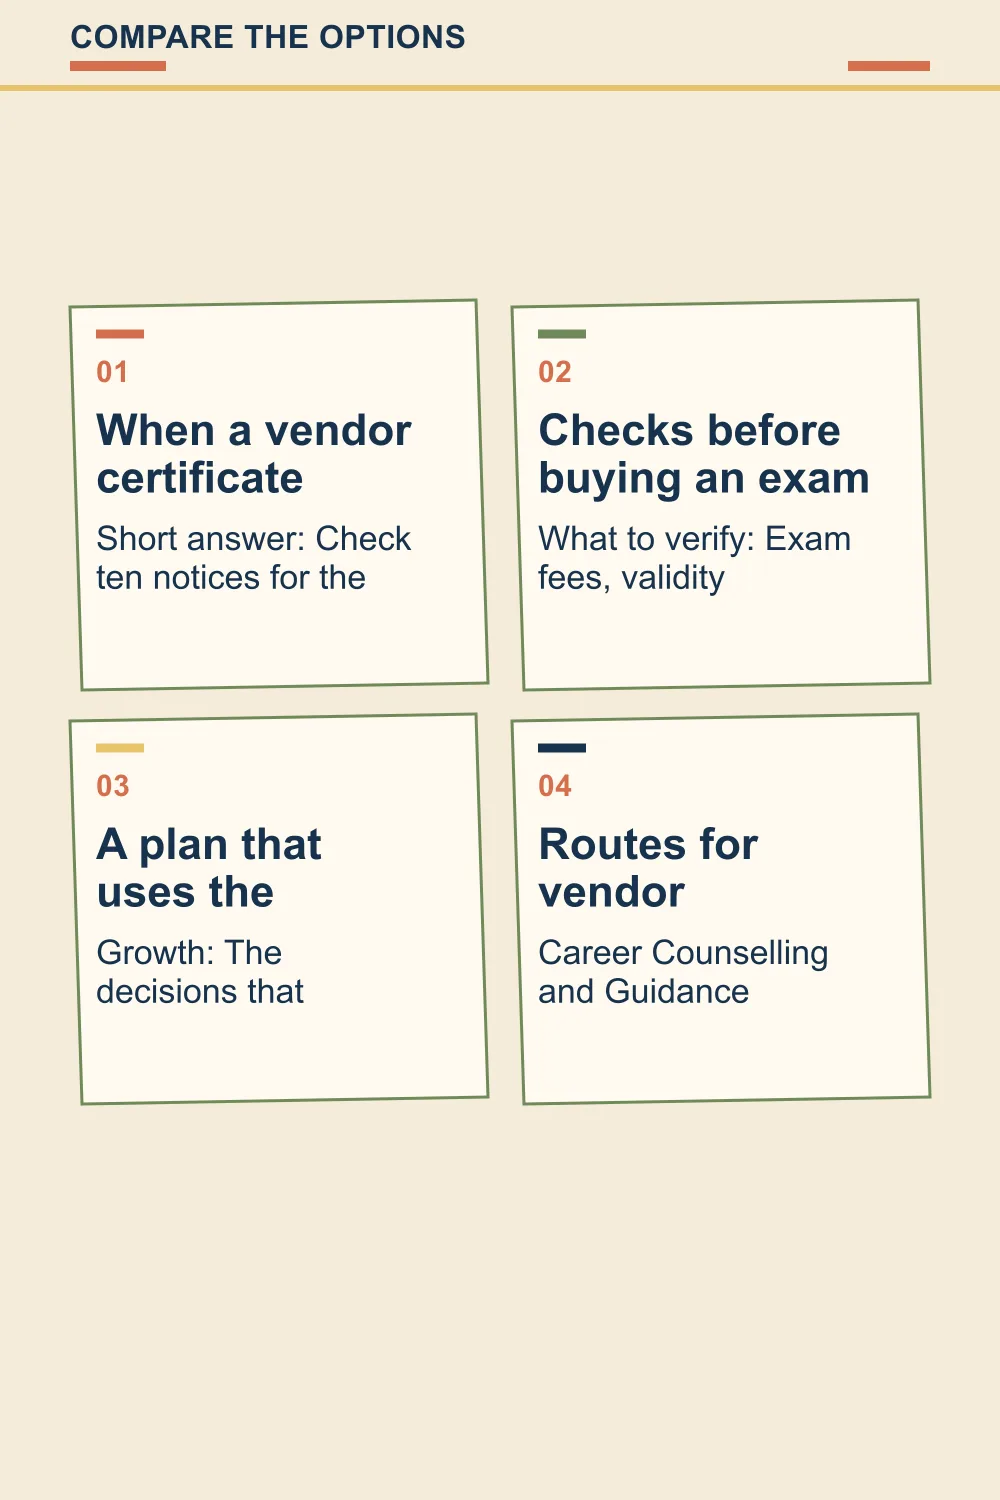 COMPARE THE OPTIONS
01
When a vendor
certificate
Short answer: Check
ten notices for the
02
Checks before
buying an exam
What to verify: Exam
fees, validity
03
A plan that
uses the
Growth: The
decisions that
04
Routes for
vendor
Career Counselling
and Guidance